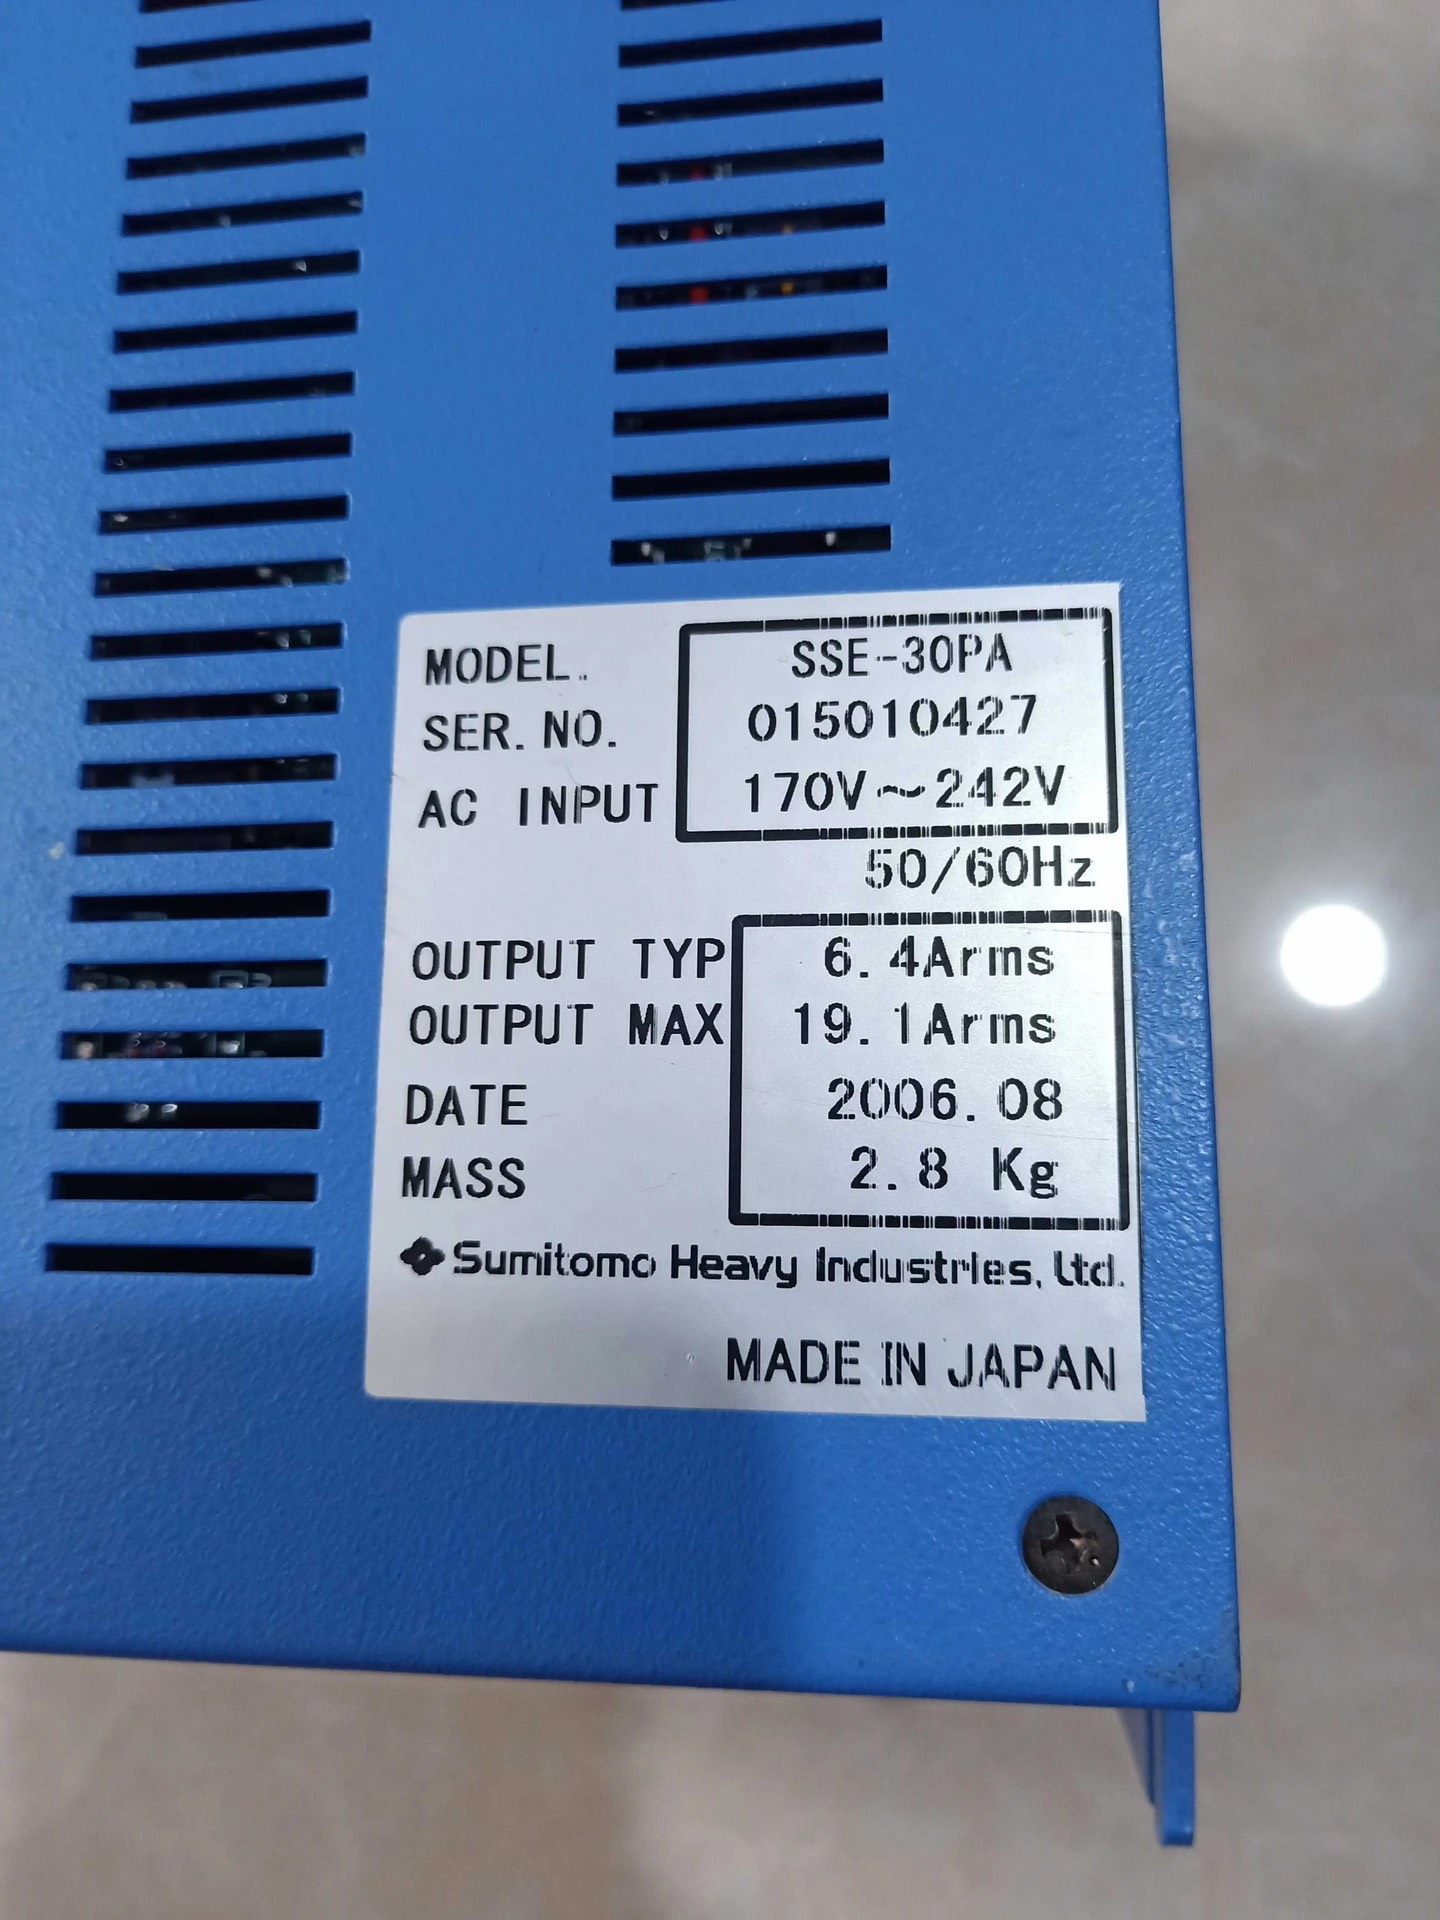 MODEL. SSE-30PA
SER.NO. 015010427
AC INPUT 170V~242V
50/60Hz
OUTPUT TYP 6.4Arms
OUTPUT MAX 19.1Arms
DATE 2006.08
MASS 2.8 Kg
Sumitomo Heavy Industries, Ltd.
MADE IN JAPAN